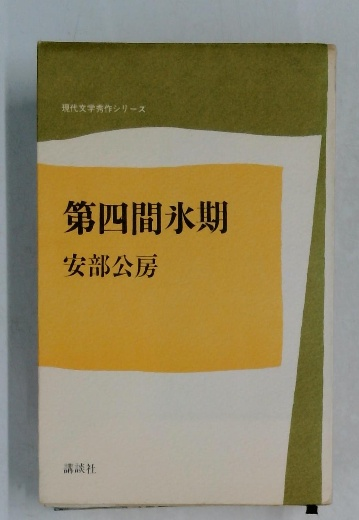 現代文学秀作シリーズ
第四間氷期
安部公房
講談社